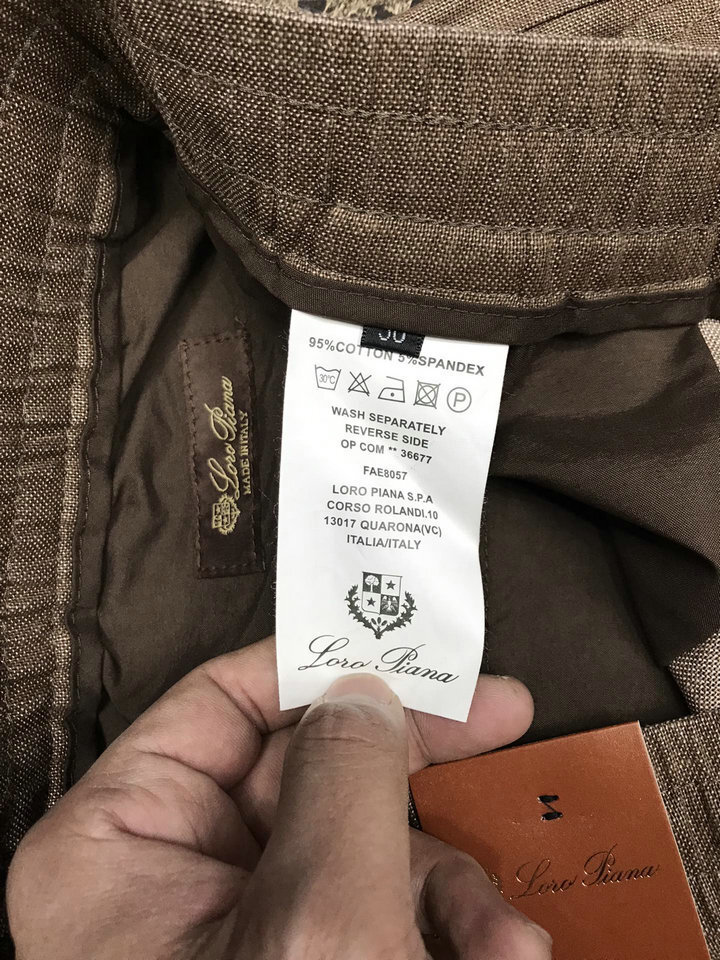 30
95%COTTON 5%SPANDEX
30°C
P
WASH SEPARATELY
REVERSE SIDE
OP COM ** 36677
FAE8057
LORO PIANA S.P.A
CORSO ROLANDI.10
13017 QUARONA(VC)
ITALIA/ITALY
Loro Piana
Loro Piana
MADE IN ITALY
Loro Piana